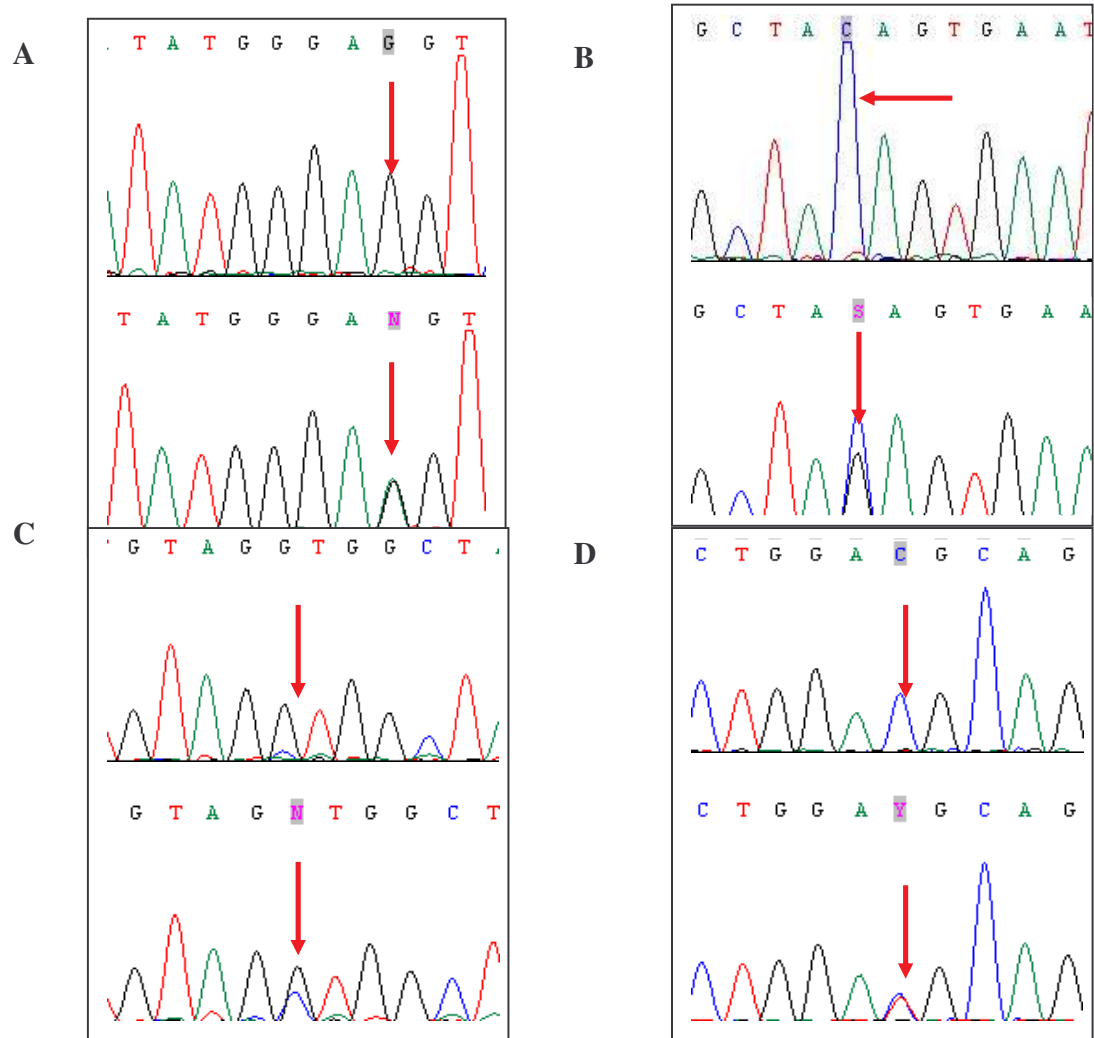 A
T A T G G G A G G T
T A T G G G A N G T
B
G C T A C A G T G A A T
G C T A S A G T G A A
C
G T A G G T G G C T
G T A G N T G G C T
D
C T G G A C G C A G
C T G G A Y G C A G